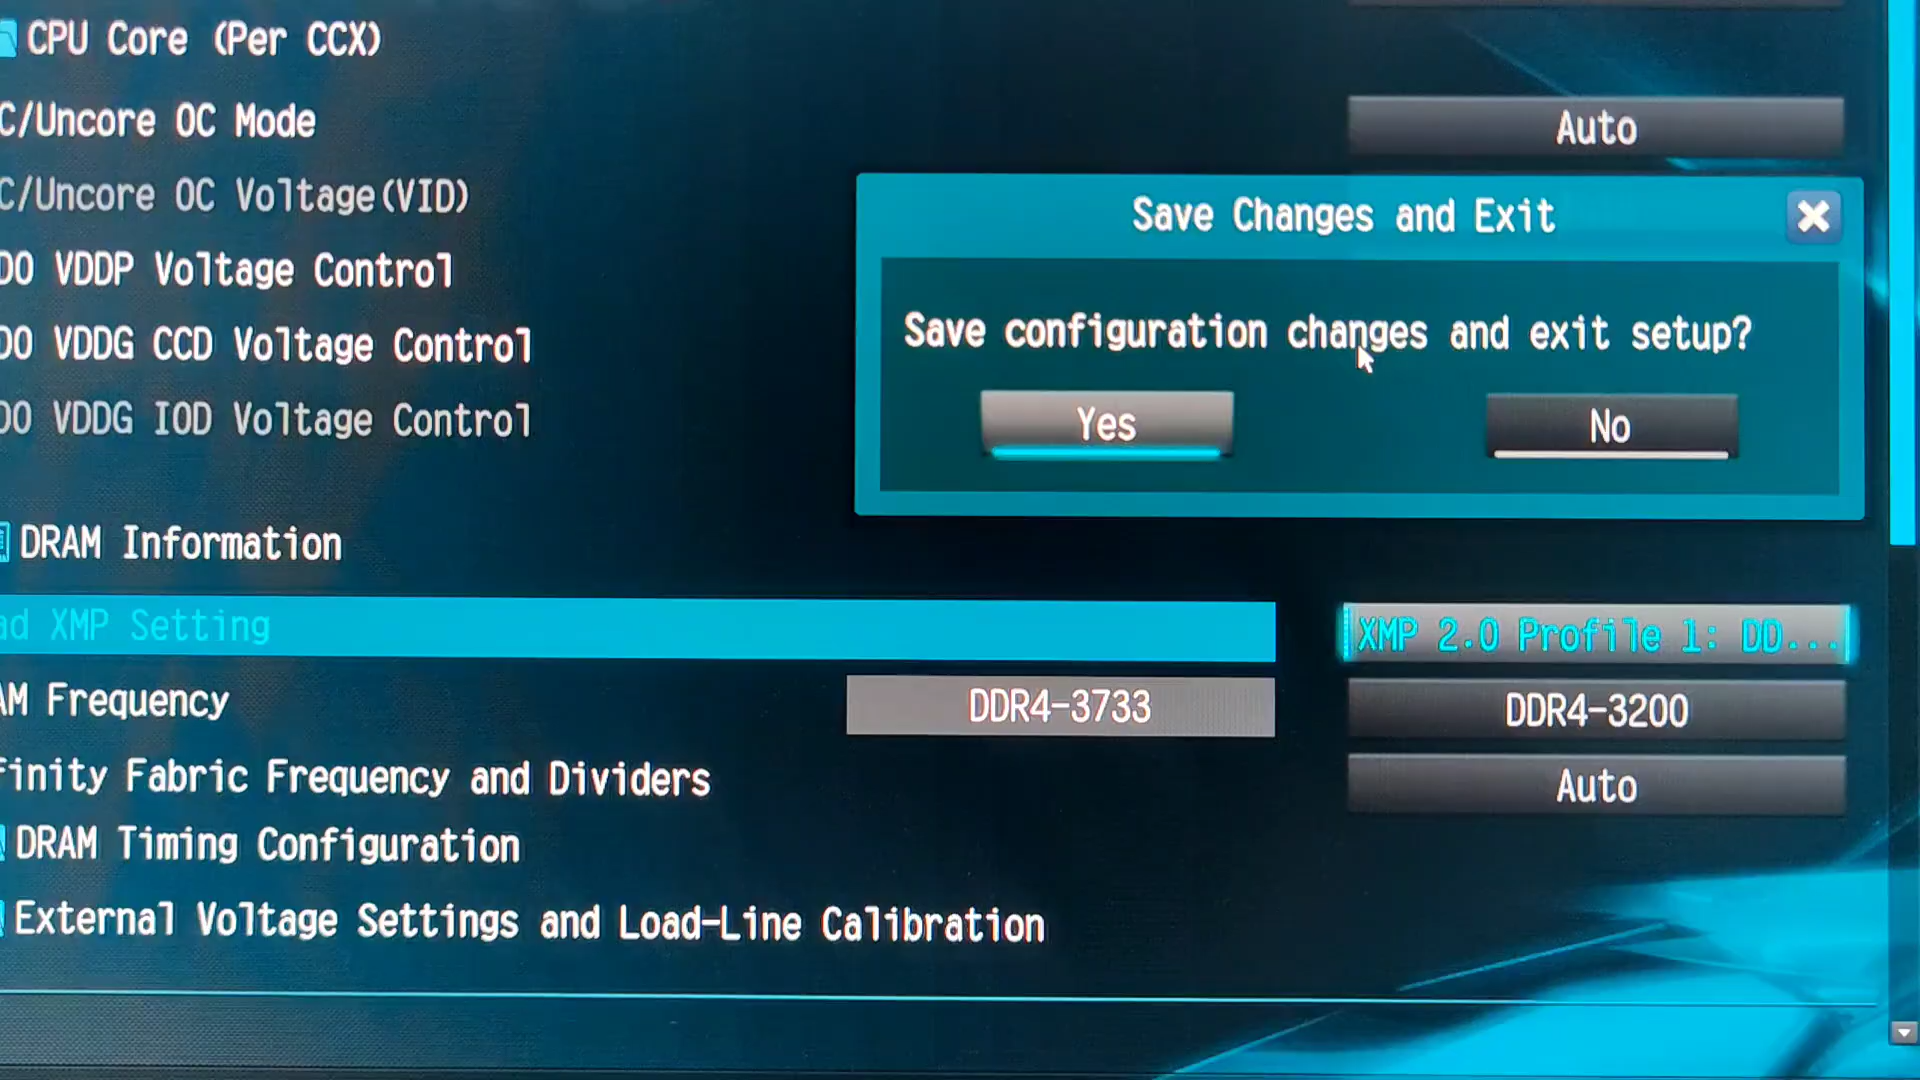 CPU Core (Per CCX)
C/Uncore OC Mode
Auto
C/Uncore OC Voltage(VID)
DO VDDP Voltage Control
DO VDDG CCD Voltage Control
DO VDDG IOD Voltage Control
Save Changes and Exit
Save configuration changes and exit setup?
Yes
No
DRAM Information
ad XMP Setting
XMP 2.0 Profile 1: DD...
AM Frequency
DDR4-3733
DDR4-3200
finity Fabric Frequency and Dividers
Auto
DRAM Timing Configuration
External Voltage Settings and Load-Line Calibration